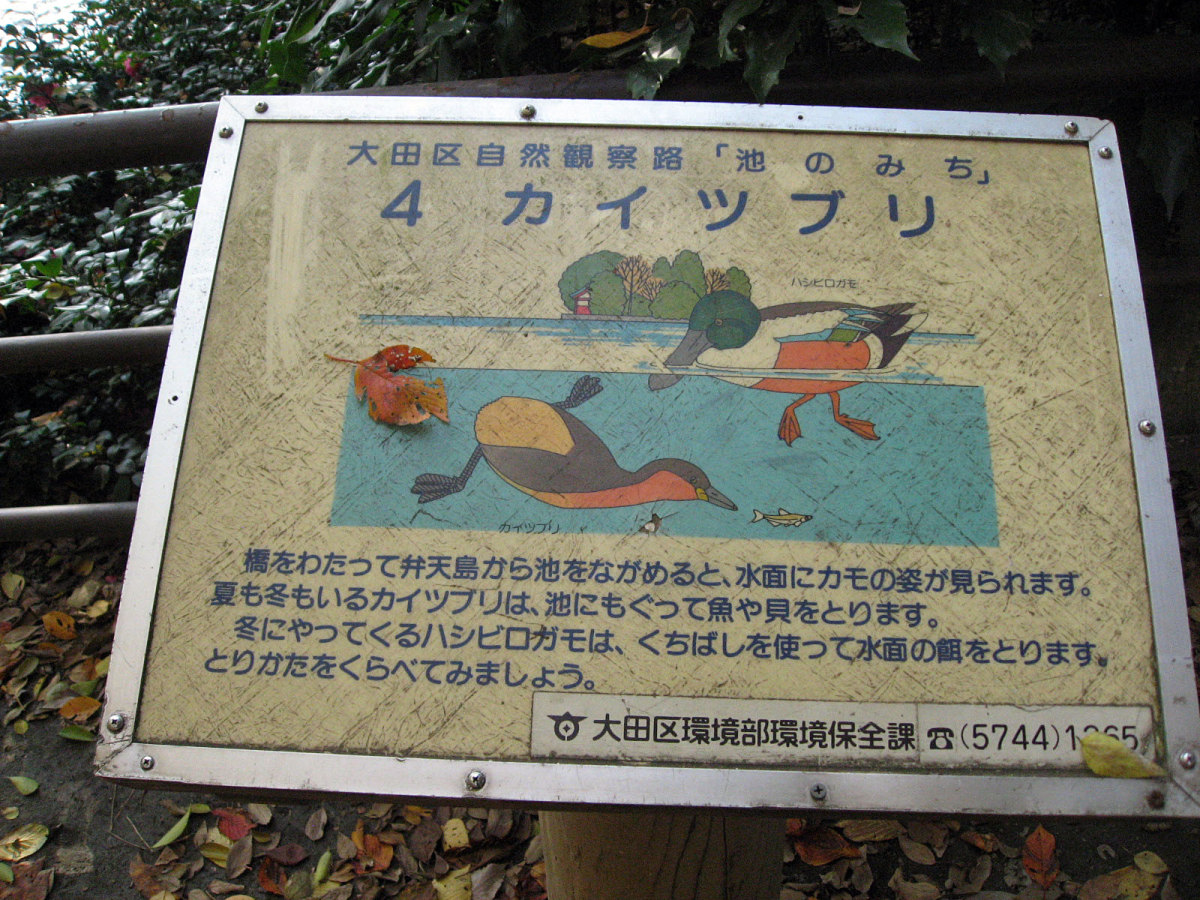 大田区自然観察路「池のみち」
4 カイツブリ
ハシビロガモ
カイツブリ
橋をわたって弁天島から池をながめると、水面にカモの姿が見られます。
夏も冬もいるカイツブリは、池にもぐって魚や貝をとります。
冬にやってくるハシビロガモは、くちばしを使って水面の餌をとります。
とりかたをくらべてみましょう。
大田区環境部環境保全課 ☎(5744)1365